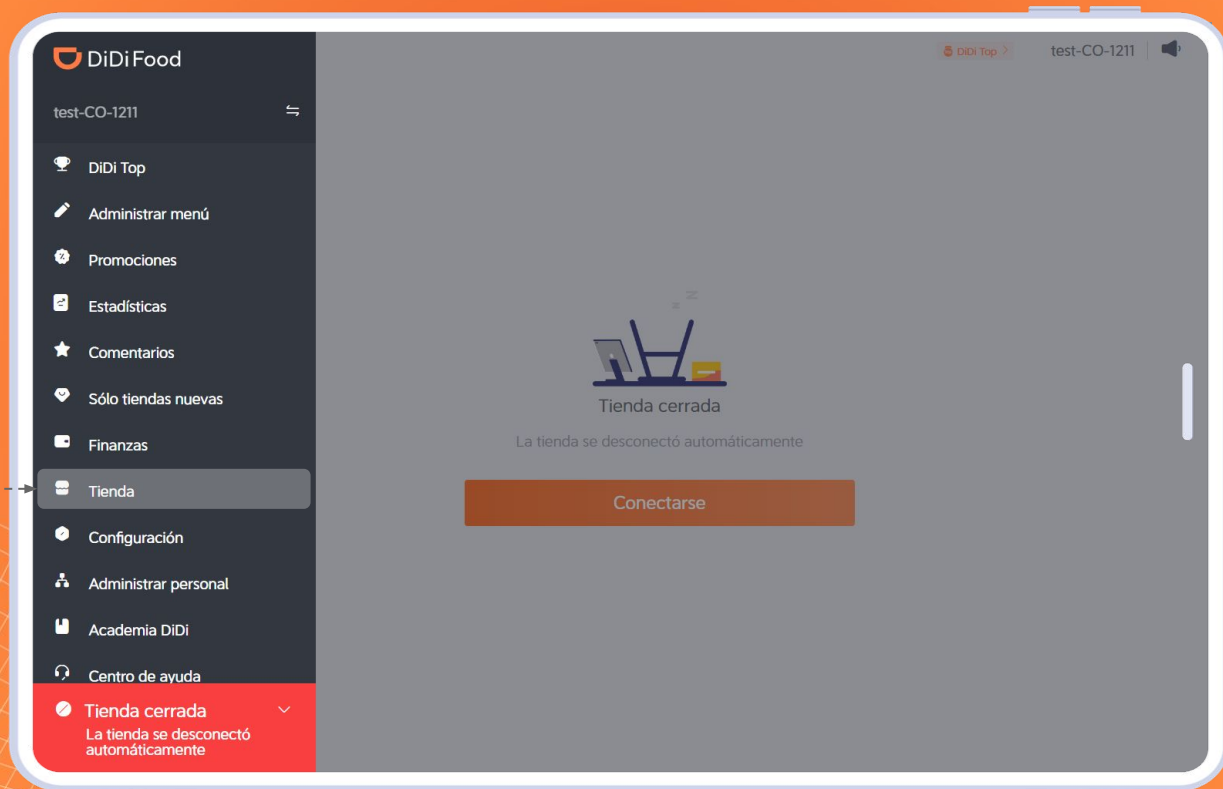 DiDi Food
test-CO-1211
DiDi Top
Administrar menú
Promociones
Estadísticas
Comentarios
Sólo tiendas nuevas
Finanzas
Tienda
Configuración
Administrar personal
Academia DiDi
Centro de ayuda
Tienda cerrada
La tienda se desconectó
automáticamente
DiDi Top >
test-CO-1211
z z
Tienda cerrada
La tienda se desconectó automáticamente
Conectarse